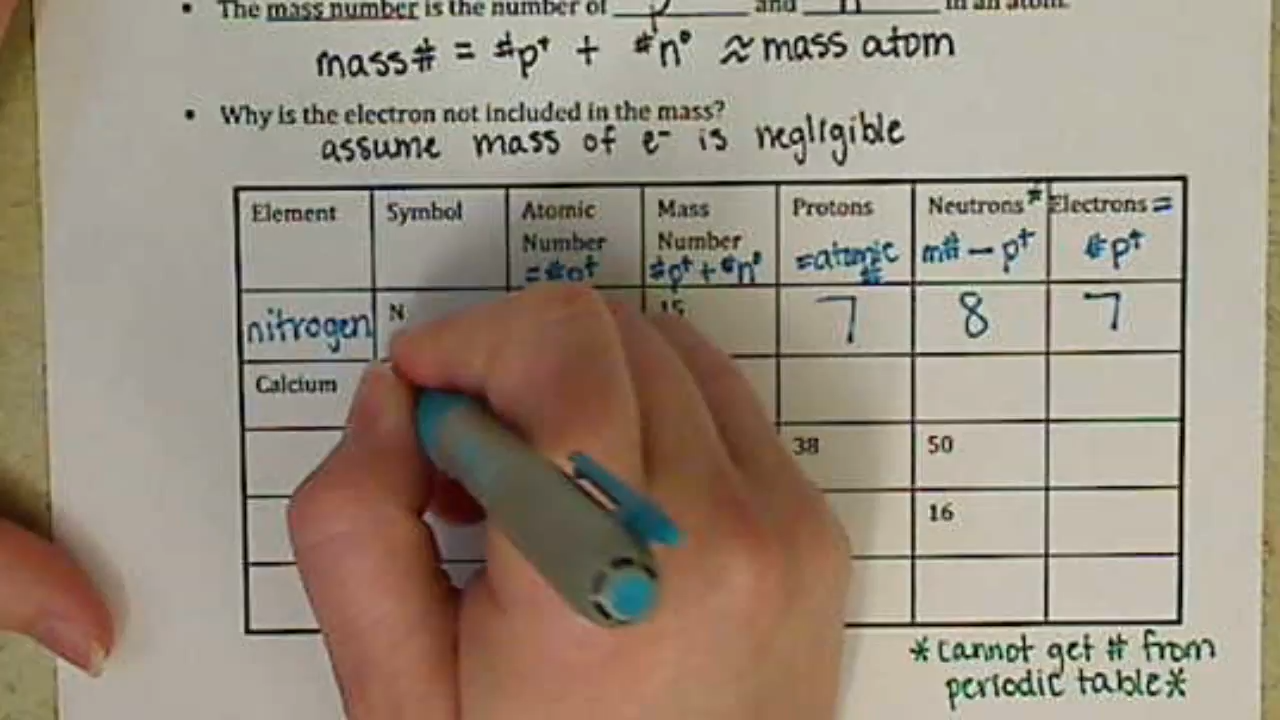 • The mass number is the number of p and n in an atom.
mass# = #p⁺ + #n⁰ ≈ mass atom
• Why is the electron not included in the mass?
assume mass of e⁻ is negligible
Element Symbol Atomic Number Mass Number Protons Neutrons* Electrons =
= #p⁺ #p⁺ + #n⁰ = atomic # m# − p⁺ #p⁺
nitrogen N 15 7 8 7
Calcium
38 50
16
*cannot get # from
periodic table*